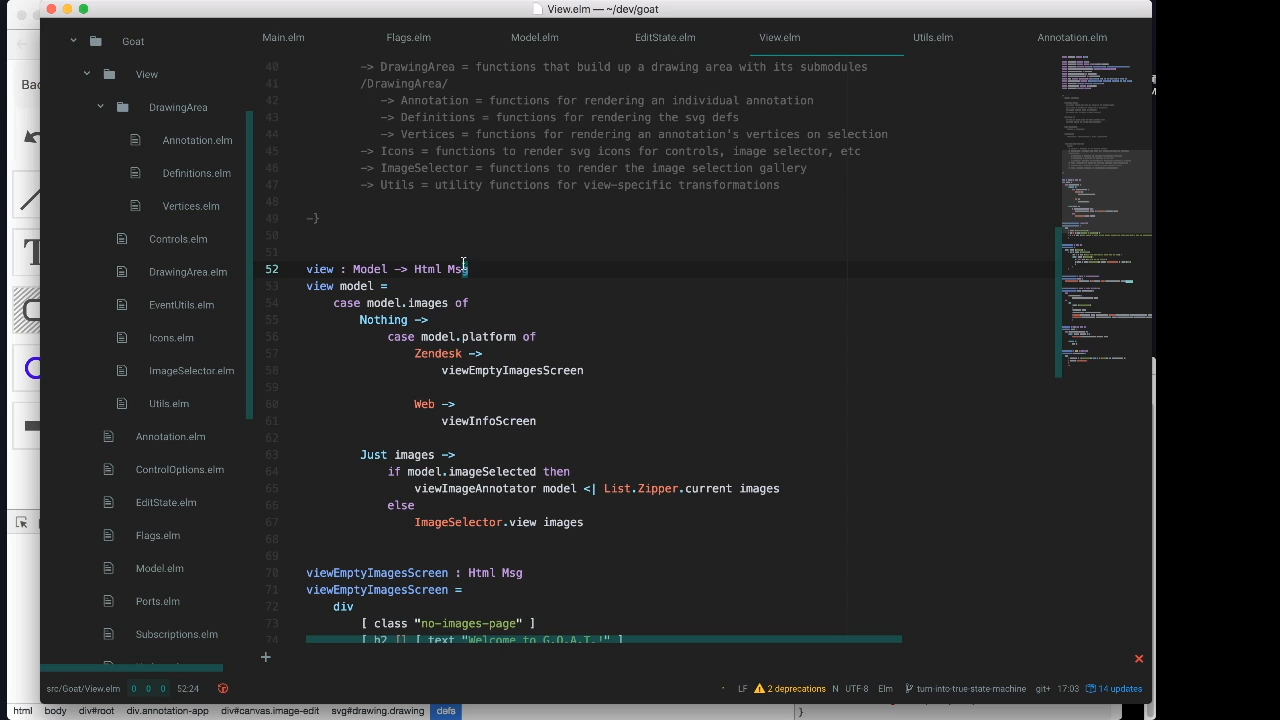 View.elm — ~/dev/goat
Goat
View
DrawingArea
Annotation.elm
Definitions.elm
Vertices.elm
Controls.elm
DrawingArea.elm
EventUtils.elm
Icons.elm
ImageSelector.elm
Utils.elm
Annotation.elm
ControlOptions.elm
EditState.elm
Flags.elm
Model.elm
Ports.elm
Subscriptions.elm
Main.elm Flags.elm Model.elm EditState.elm View.elm Utils.elm Annotation.elm
40 -> DrawingArea = functions that build up a drawing area with its submodules
41 /DrawingArea/
42 -> Annotation = functions for rendering an individual annotation
43 -> Definitions = functions for rendering the svg defs
44 -> Vertices = functions for rendering an annotation's vertices on selection
45 -> Icons = functions to render svg icons for controls, image selector, etc
46 -> ImageSelector = functions to render the image selection gallery
47 -> Utils = utility functions for view-specific transformations
48
49 -}
50
51
52 view : Model -> Html Msg
53 view model =
54 case model.images of
55 Nothing ->
56 case model.platform of
57 Zendesk ->
58 viewEmptyImagesScreen
59
60 Web ->
61 viewInfoScreen
62
63 Just images ->
64 if model.imageSelected then
65 viewImageAnnotator model <| List.Zipper.current images
66 else
67 ImageSelector.view images
68
69
70 viewEmptyImagesScreen : Html Msg
71 viewEmptyImagesScreen =
72 div
73 [ class "no-images-page" ]
74 [ h2 [] [ text "Welcome to G.O.A.T.!" ]
+
src/Goat/View.elm 0 0 0 52:24 LF 2 deprecations N UTF-8 Elm turn-into-true-state-machine git+ 17:03 14 updates
html body div#root div.annotation-app div#canvas.image-edit svg#drawing.drawing defs
}